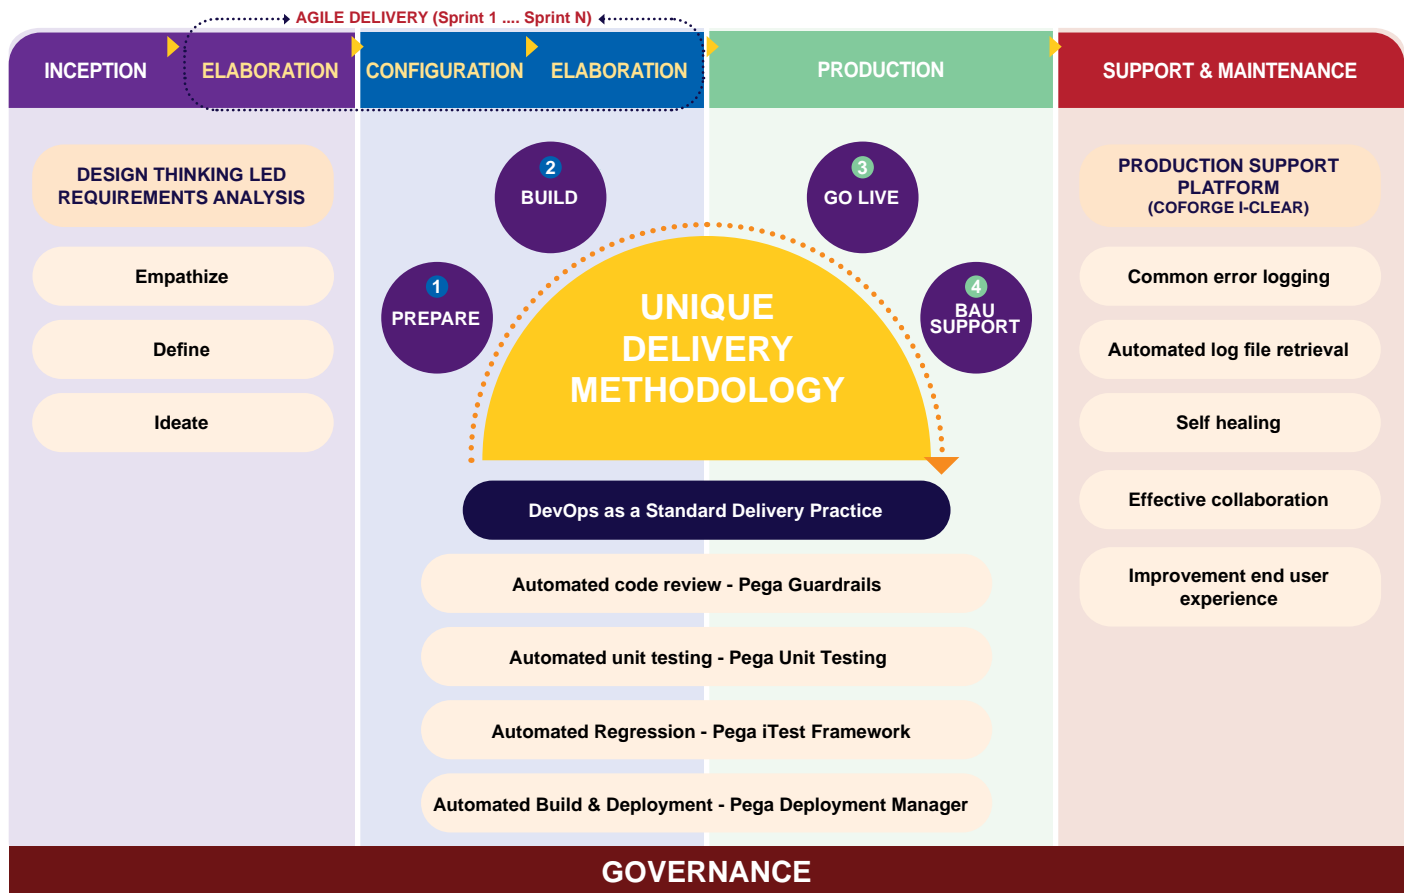 AGILE DELIVERY (Sprint 1 .... Sprint N)
INCEPTION
ELABORATION
CONFIGURATION
ELABORATION
PRODUCTION
SUPPORT & MAINTENANCE
DESIGN THINKING LED
REQUIREMENTS ANALYSIS
Empathize
Define
Ideate
1
PREPARE
2
BUILD
3
GO LIVE
4
BAU
SUPPORT
UNIQUE
DELIVERY
METHODOLOGY
DevOps as a Standard Delivery Practice
Automated code review - Pega Guardrails
Automated unit testing - Pega Unit Testing
Automated Regression - Pega iTest Framework
Automated Build & Deployment - Pega Deployment Manager
PRODUCTION SUPPORT
PLATFORM
(COFORGE I-CLEAR)
Common error logging
Automated log file retrieval
Self healing
Effective collaboration
Improvement end user
experience
GOVERNANCE